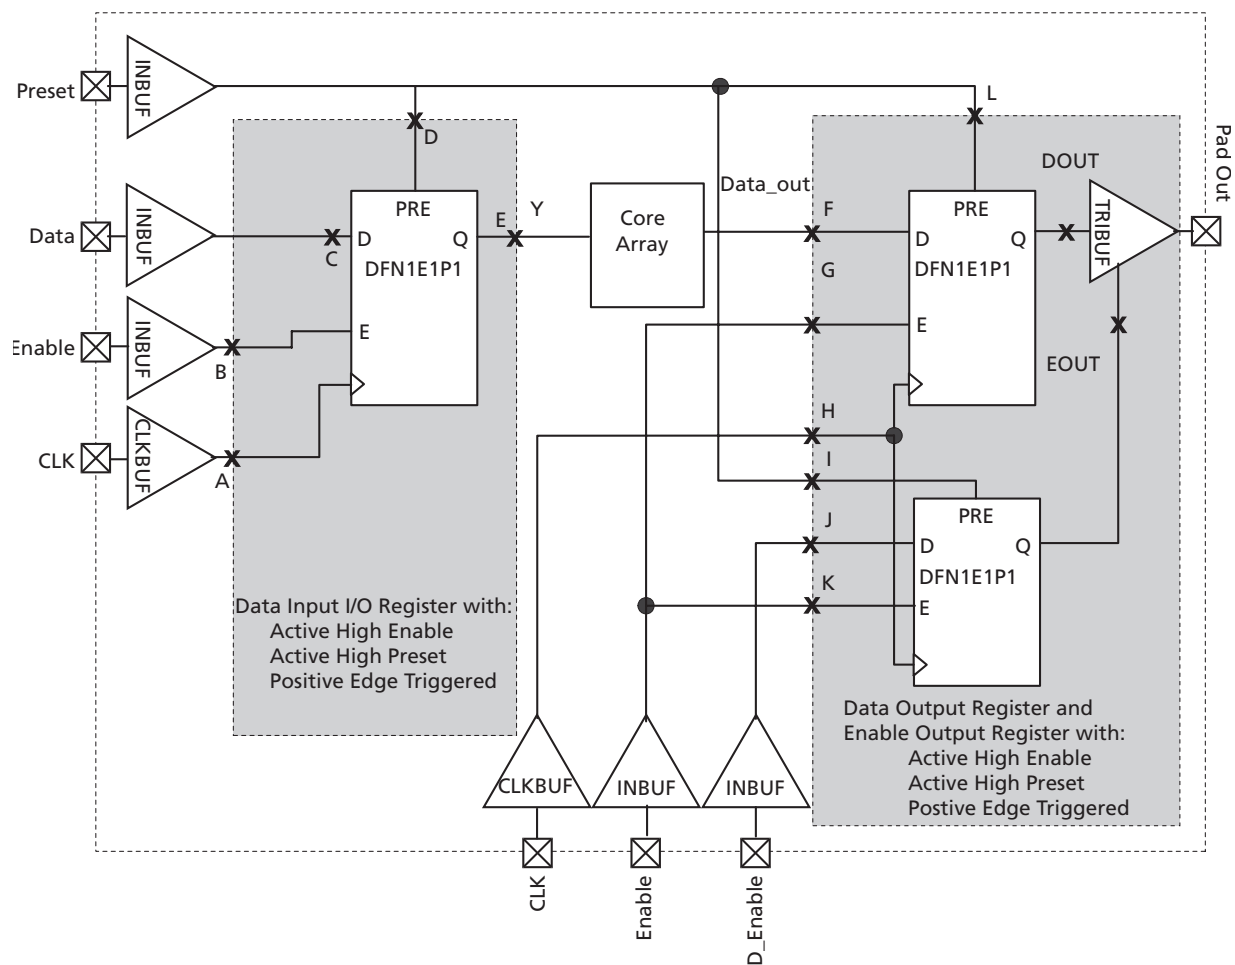 Preset
INBUF
L
D
Pad Out
DOUT
Data
INBUF
C
PRE
D
Q
DFN1E1P1
E
E
Y
Core
Array
Data_out
F
G
PRE
D
Q
DFN1E1P1
E
TRIBUF
EOUT
Enable
INBUF
B
CLK
CLKBUF
A
H
I
J
K
PRE
D
Q
DFN1E1P1
E
Data Input I/O Register with:
Active High Enable
Active High Preset
Positive Edge Triggered
Data Output Register and
Enable Output Register with:
Active High Enable
Active High Preset
Postive Edge Triggered
CLKBUF
INBUF
INBUF
CLK
Enable
D_Enable